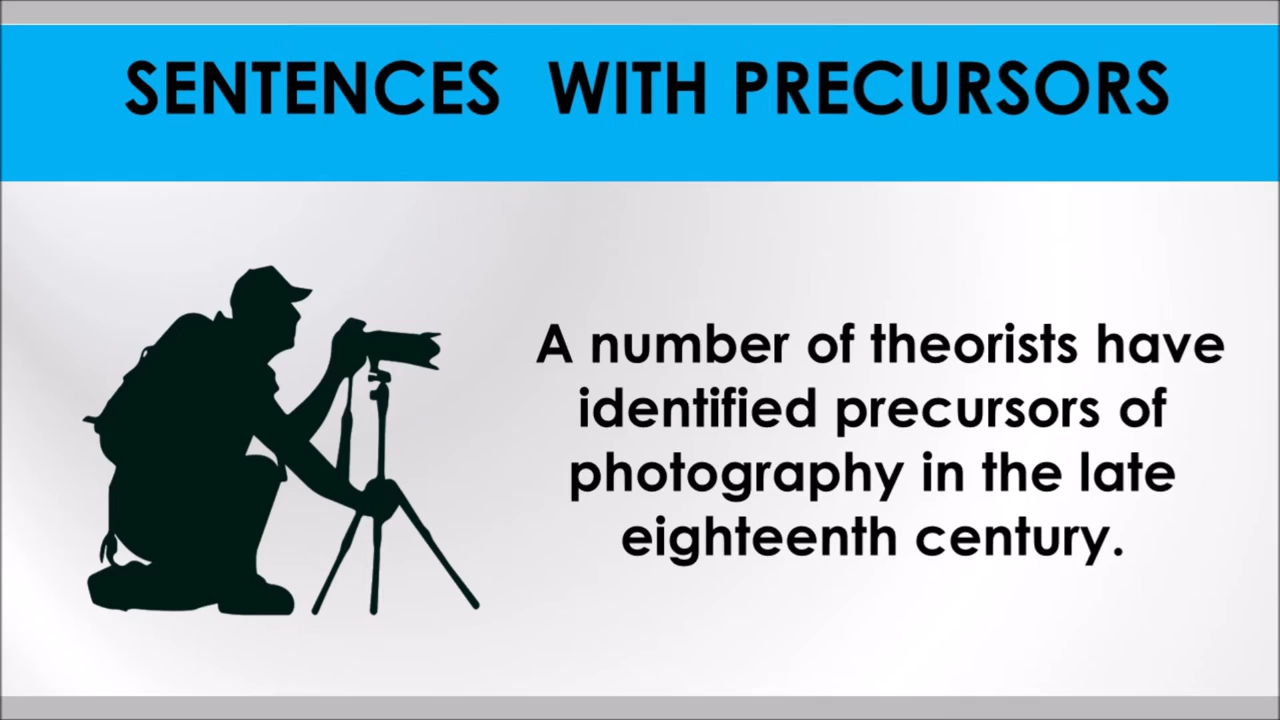 SENTENCES WITH PRECURSORS
A number of theorists have
identified precursors of
photography in the late
eighteenth century.